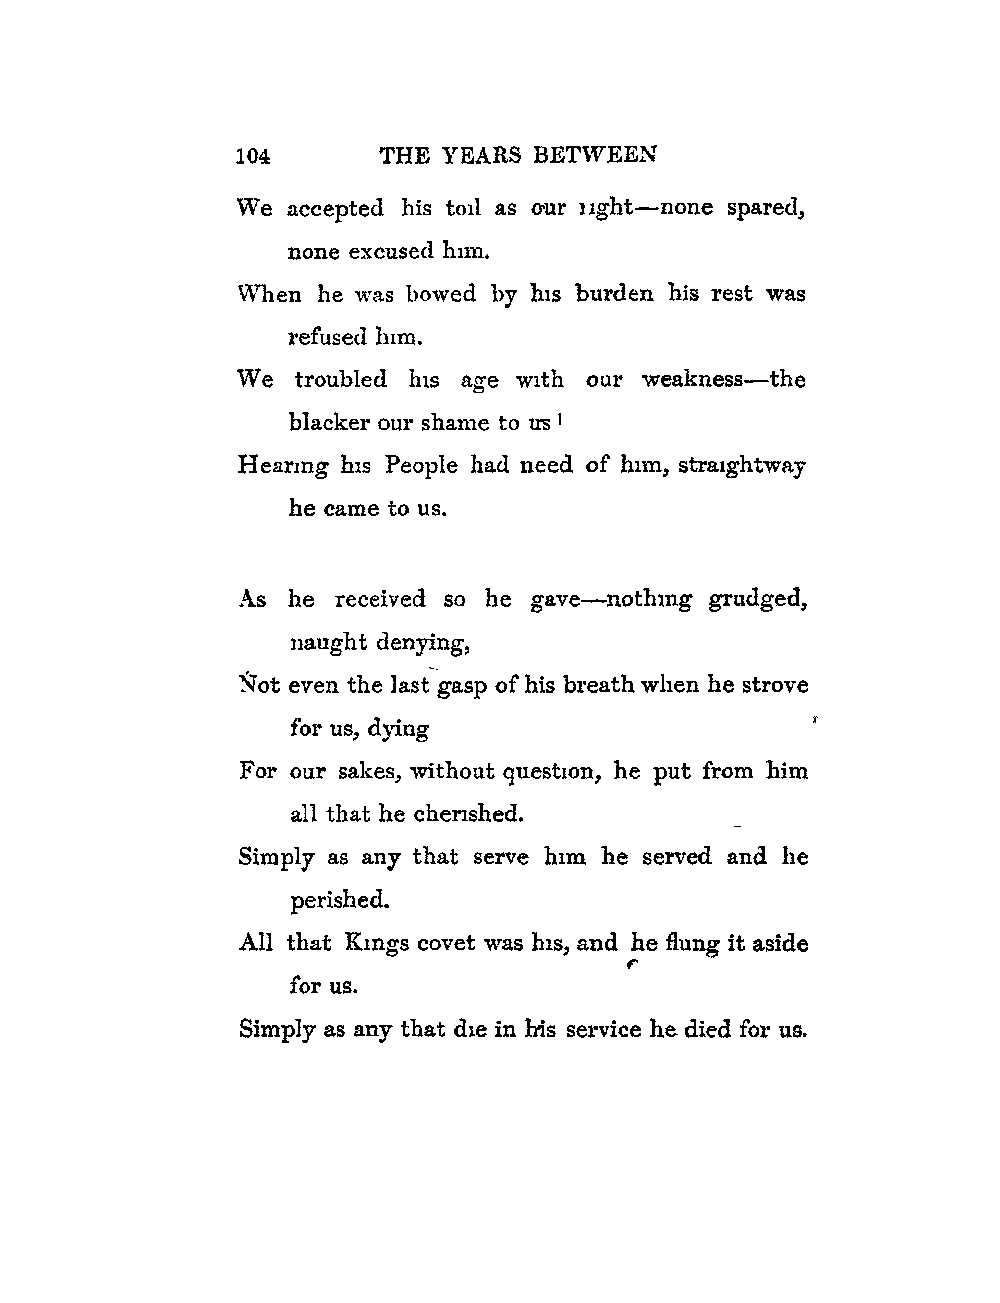 104 THE YEARS BETWEEN
We accepted his toil as our right—none spared,
none excused him.
When he was bowed by his burden his rest was
refused him.
We troubled his age with our weakness—the
blacker our shame to us!
Hearing his People had need of him, straightway
he came to us.
As he received so he gave—nothing grudged,
naught denying,
Not even the last gasp of his breath when he strove
for us, dying
For our sakes, without question, he put from him
all that he cherished.
Simply as any that serve him he served and he
perished.
All that Kings covet was his, and he flung it aside
for us.
Simply as any that die in his service he died for us.